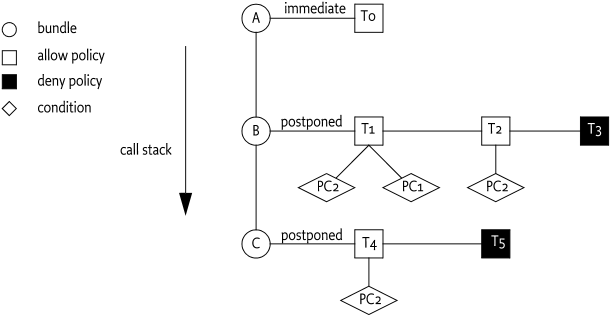 bundle
allow policy
deny policy
condition
call stack
A immediate T0
B postponed T1 T2 T3
PC2 PC1 PC2
C postponed T4 T5
PC2